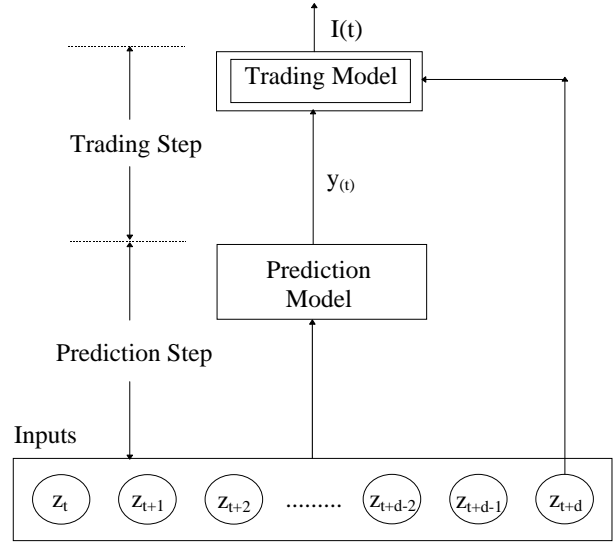 I(t)
Trading Model
Trading Step
y(t)
Prediction
Model
Prediction Step
Inputs
zt zt+1 zt+2 ......... zt+d-2 zt+d-1 zt+d